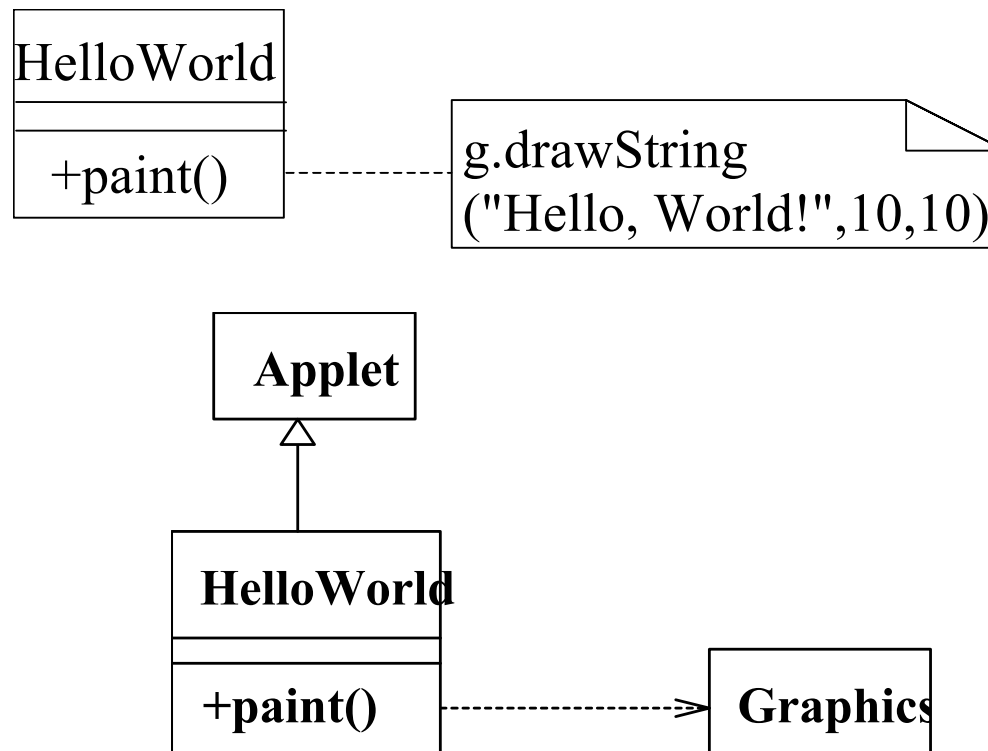 HelloWorld
+paint()
g.drawString
("Hello, World!",10,10)
Applet
HelloWorld
+paint()
Graphics